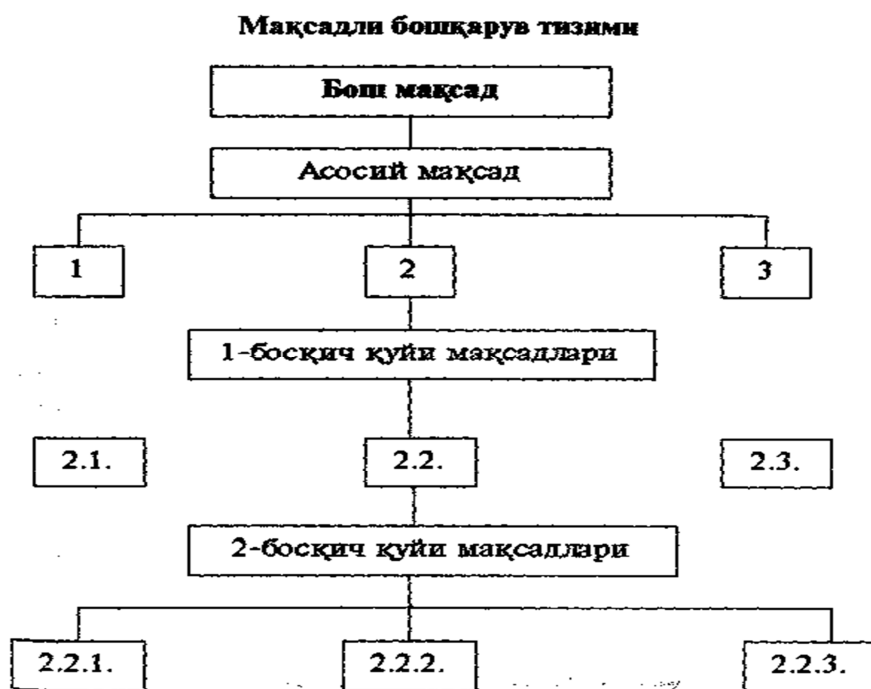 Мақсадли бошқарув тизими
Бош мақсад
Асосий мақсад
1
2
3
1-босқич қуйи мақсадлари
2.1.
2.2.
2.3.
2-босқич қуйи мақсадлари
2.2.1.
2.2.2.
2.2.3.